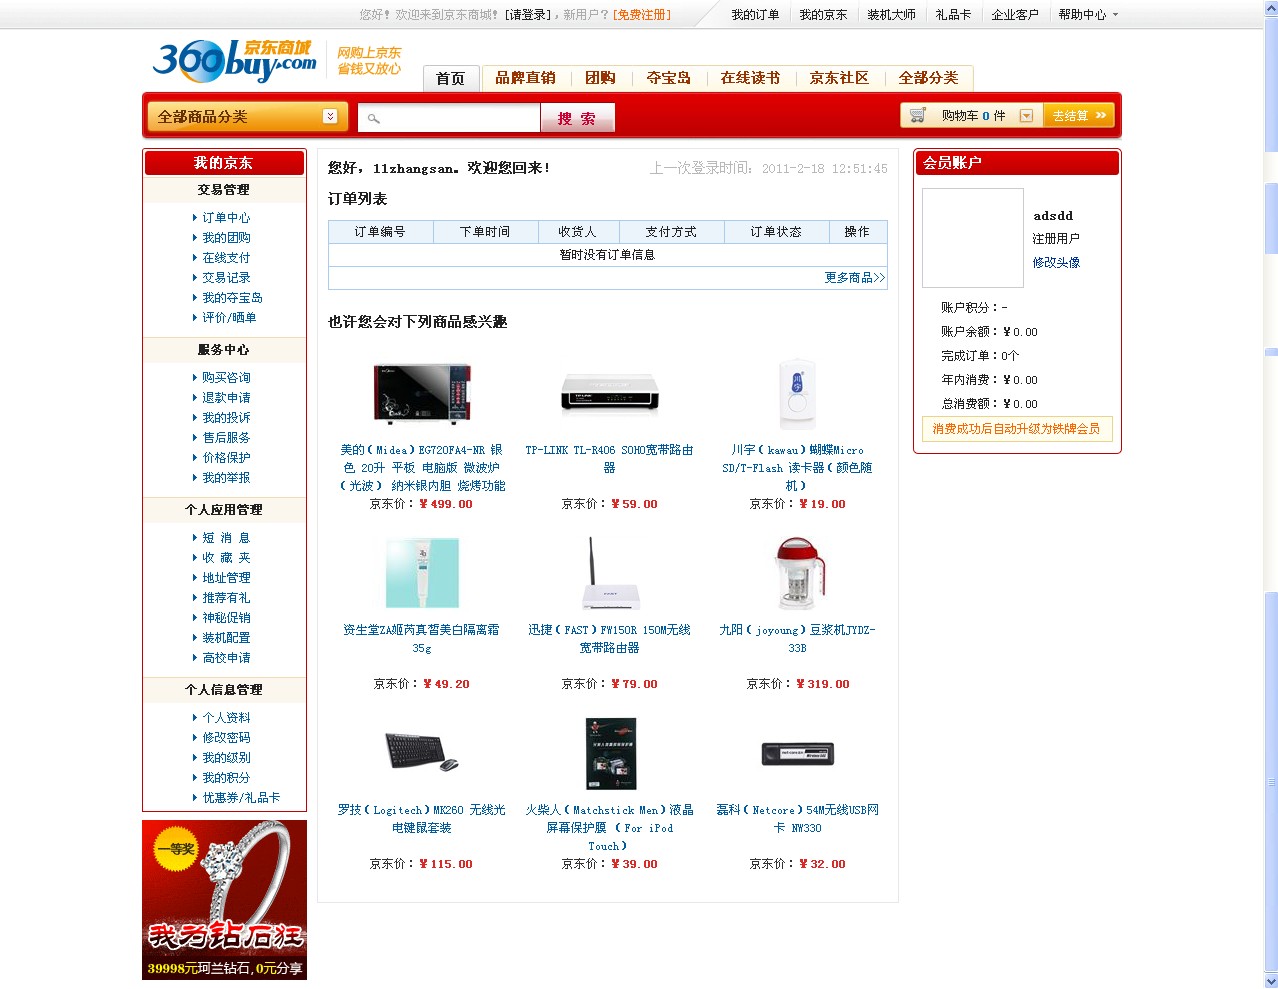 您好！欢迎来到京东商城！[请登录]，新用户？[免费注册]
我的订单 我的京东 装机大师 礼品卡 企业客户 帮助中心
360buy.com 京东商城
网购上京东
省钱又放心
首页 品牌直销 团购 夺宝岛 在线读书 京东社区 全部分类
全部商品分类 搜 索 购物车 0 件 去结算
我的京东
交易管理
订单中心
我的团购
在线支付
交易记录
我的夺宝岛
评价/晒单
服务中心
购买咨询
退款申请
我的投诉
售后服务
价格保护
我的举报
个人应用管理
短 消 息
收 藏 夹
地址管理
推荐有礼
神秘促销
装机配置
高校申请
个人信息管理
个人资料
修改密码
我的级别
我的积分
优惠券/礼品卡
一等奖
我为钻石狂
39998元珂兰钻石,0元分享
您好，11zhangsan。欢迎您回来！ 上一次登录时间：2011-2-18 12:51:45
订单列表
订单编号 下单时间 收货人 支付方式 订单状态 操作
暂时没有订单信息
更多商品>>
也许您会对下列商品感兴趣
美的（Midea）EG720FA4-NR 银
色 20升 平板 电脑版 微波炉
（光波） 纳米银内胆 烧烤功能
京东价：￥499.00
TP-LINK TL-R406 SOHO宽带路由
器
京东价：￥59.00
川宇（kawau）蝴蝶Micro
SD/T-Flash 读卡器（颜色随
机）
京东价：￥19.00
资生堂ZA姬芮真皙美白隔离霜
35g
京东价：￥49.20
迅捷（FAST）FW150R 150M无线
宽带路由器
京东价：￥79.00
九阳（joyoung）豆浆机JYDZ-
33B
京东价：￥319.00
罗技（Logitech）MK260 无线光
电键鼠套装
京东价：￥115.00
火柴人（Matchstick Men）液晶
屏幕保护膜 （For iPod
Touch）
京东价：￥39.00
磊科（Netcore）54M无线USB网
卡 NW330
京东价：￥32.00
会员账户
adsdd
注册用户
修改头像
账户积分：-
账户余额：￥0.00
完成订单：0个
年内消费：￥0.00
总消费额：￥0.00
消费成功后自动升级为铁牌会员